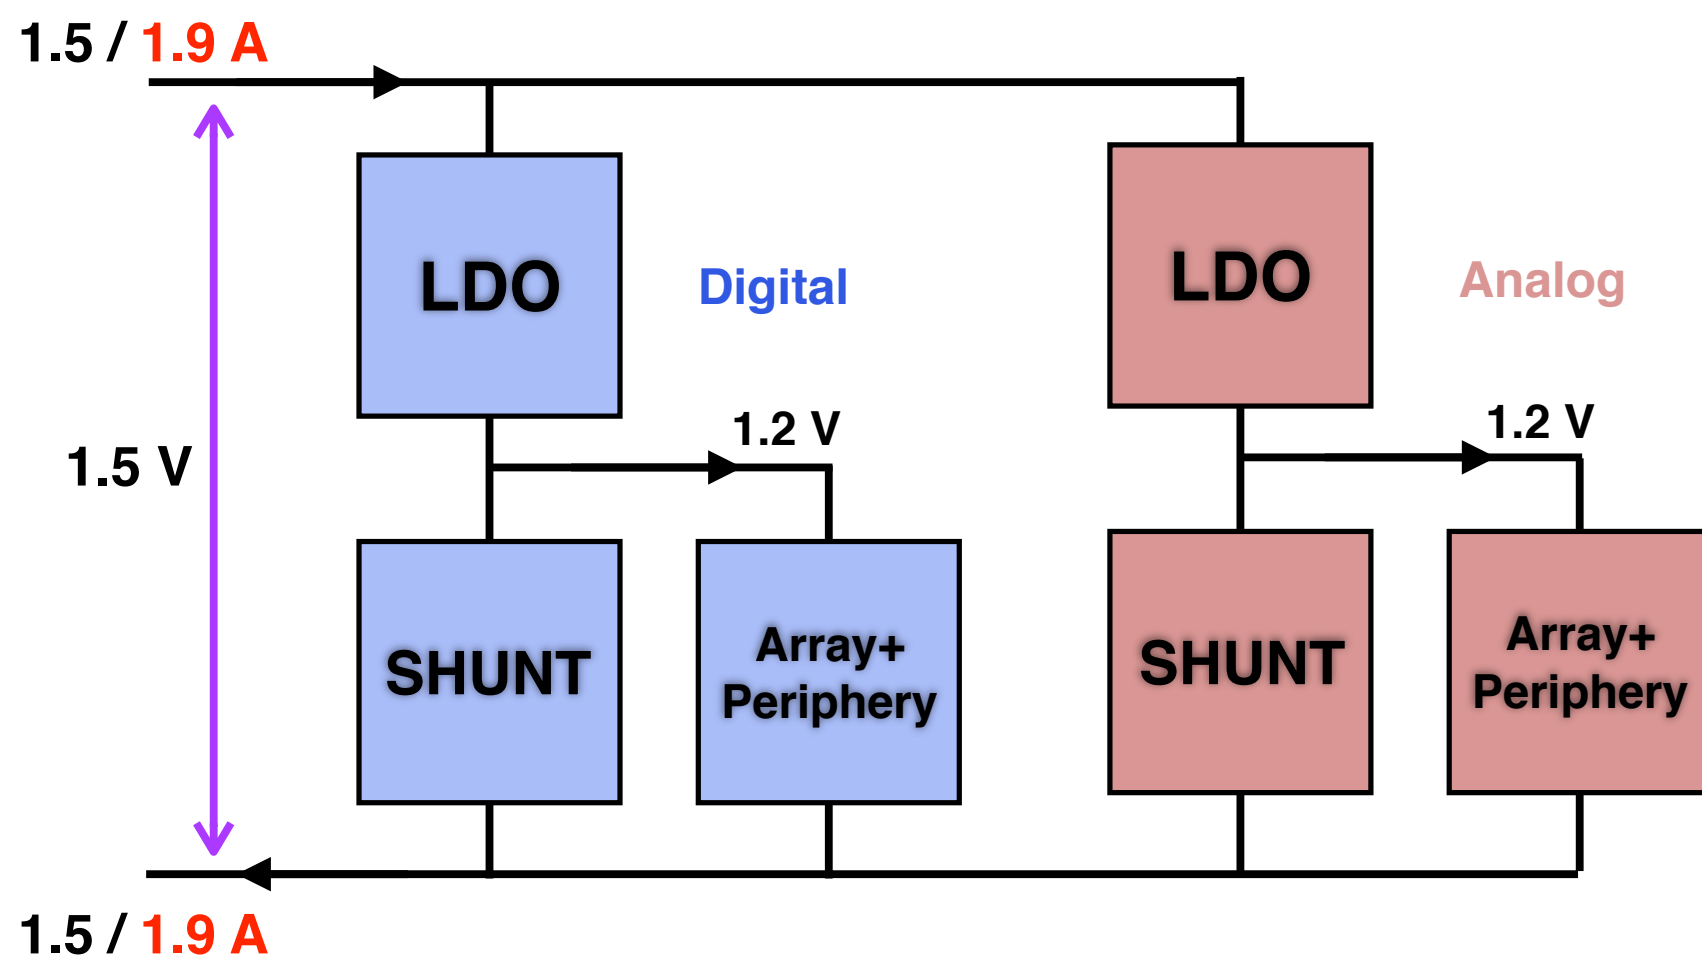 1.5 / 1.9 A
LDO
Digital
LDO
Analog
1.2 V
1.2 V
1.5 V
SHUNT
Array+
Periphery
SHUNT
Array+
Periphery
1.5 / 1.9 A